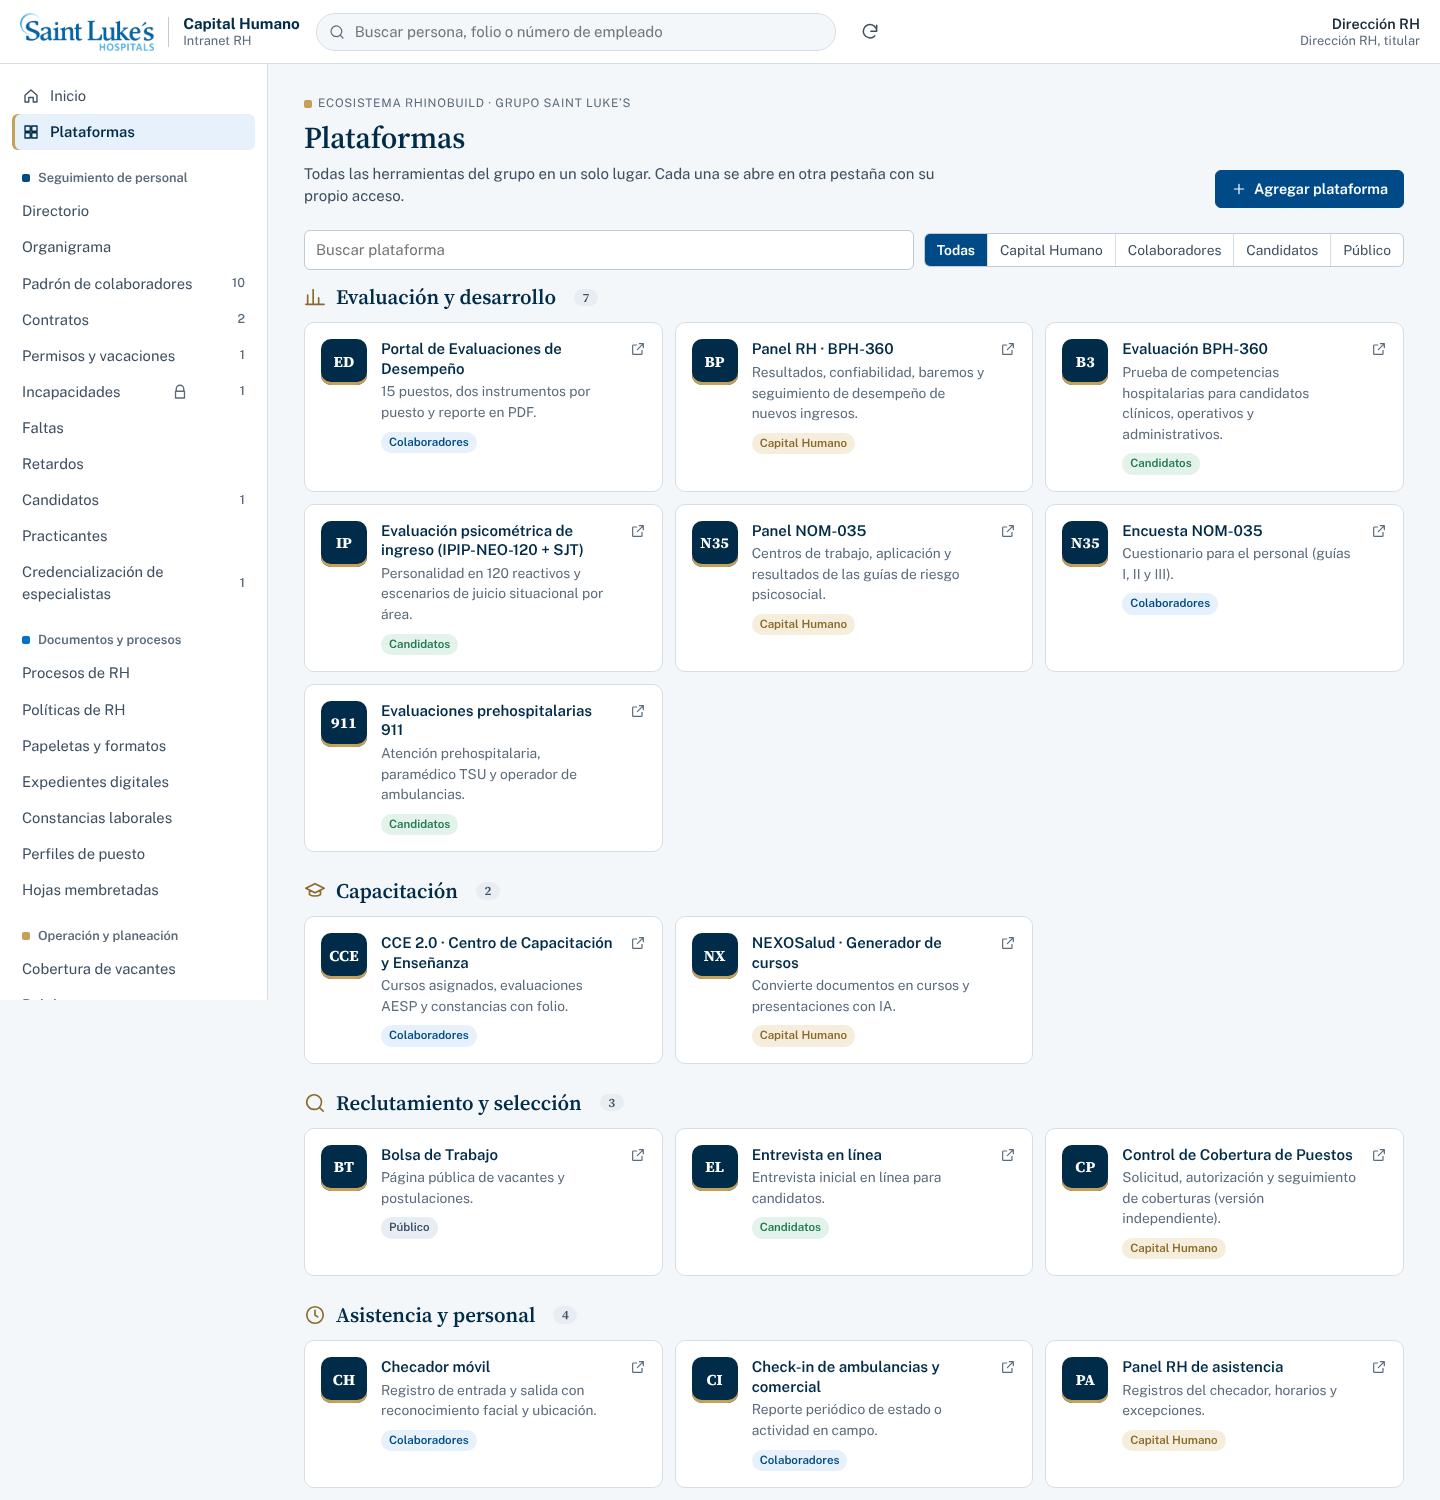 Saint Luke's
HOSPITALS
Capital Humano
Intranet RH
Buscar persona, folio o número de empleado
Dirección RH
Dirección RH, titular
Inicio
Plataformas
Seguimiento de personal
Directorio
Organigrama
Padrón de colaboradores 10
Contratos 2
Permisos y vacaciones 1
Incapacidades 1
Faltas
Retardos
Candidatos 1
Practicantes
Credencialización de
especialistas 1
Documentos y procesos
Procesos de RH
Políticas de RH
Papeletas y formatos
Expedientes digitales
Constancias laborales
Perfiles de puesto
Hojas membretadas
Operación y planeación
Cobertura de vacantes
ECOSISTEMA RHINOBUILD · GRUPO SAINT LUKE'S
Plataformas
Todas las herramientas del grupo en un solo lugar. Cada una se abre en otra pestaña con su
propio acceso.
Agregar plataforma
Buscar plataforma
Todas Capital Humano Colaboradores Candidatos Público
Evaluación y desarrollo 7
ED
Portal de Evaluaciones de
Desempeño
15 puestos, dos instrumentos por
puesto y reporte en PDF.
Colaboradores
BP
Panel RH · BPH-360
Resultados, confiabilidad, baremos y
seguimiento de desempeño de
nuevos ingresos.
Capital Humano
B3
Evaluación BPH-360
Prueba de competencias
hospitalarias para candidatos
clínicos, operativos y
administrativos.
Candidatos
IP
Evaluación psicométrica de
ingreso (IPIP-NEO-120 + SJT)
Personalidad en 120 reactivos y
escenarios de juicio situacional por
área.
Candidatos
N35
Panel NOM-035
Centros de trabajo, aplicación y
resultados de las guías de riesgo
psicosocial.
Capital Humano
N35
Encuesta NOM-035
Cuestionario para el personal (guías
I, II y III).
Colaboradores
911
Evaluaciones prehospitalarias
911
Atención prehospitalaria,
paramédico TSU y operador de
ambulancias.
Candidatos
Capacitación 2
CCE
CCE 2.0 · Centro de Capacitación
y Enseñanza
Cursos asignados, evaluaciones
AESP y constancias con folio.
Colaboradores
NX
NEXOSalud · Generador de
cursos
Convierte documentos en cursos y
presentaciones con IA.
Capital Humano
Reclutamiento y selección 3
BT
Bolsa de Trabajo
Página pública de vacantes y
postulaciones.
Público
EL
Entrevista en línea
Entrevista inicial en línea para
candidatos.
Candidatos
CP
Control de Cobertura de Puestos
Solicitud, autorización y seguimiento
de coberturas (versión
independiente).
Capital Humano
Asistencia y personal 4
CH
Checador móvil
Registro de entrada y salida con
reconocimiento facial y ubicación.
Colaboradores
CI
Check-in de ambulancias y
comercial
Reporte periódico de estado o
actividad en campo.
Colaboradores
PA
Panel RH de asistencia
Registros del checador, horarios y
excepciones.
Capital Humano